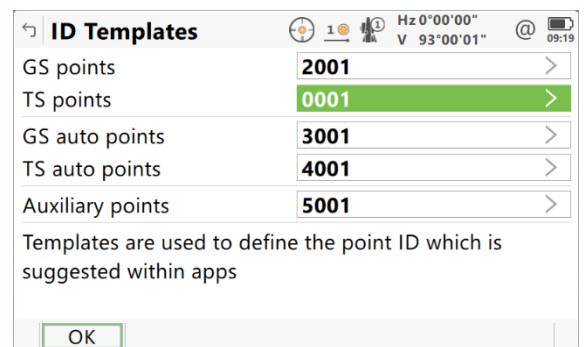 ID Templates
1
1
Hz 0°00'00"
V 93°00'01"
@
09:19
GS points 2001
TS points 0001
GS auto points 3001
TS auto points 4001
Auxiliary points 5001
Templates are used to define the point ID which is
suggested within apps
OK